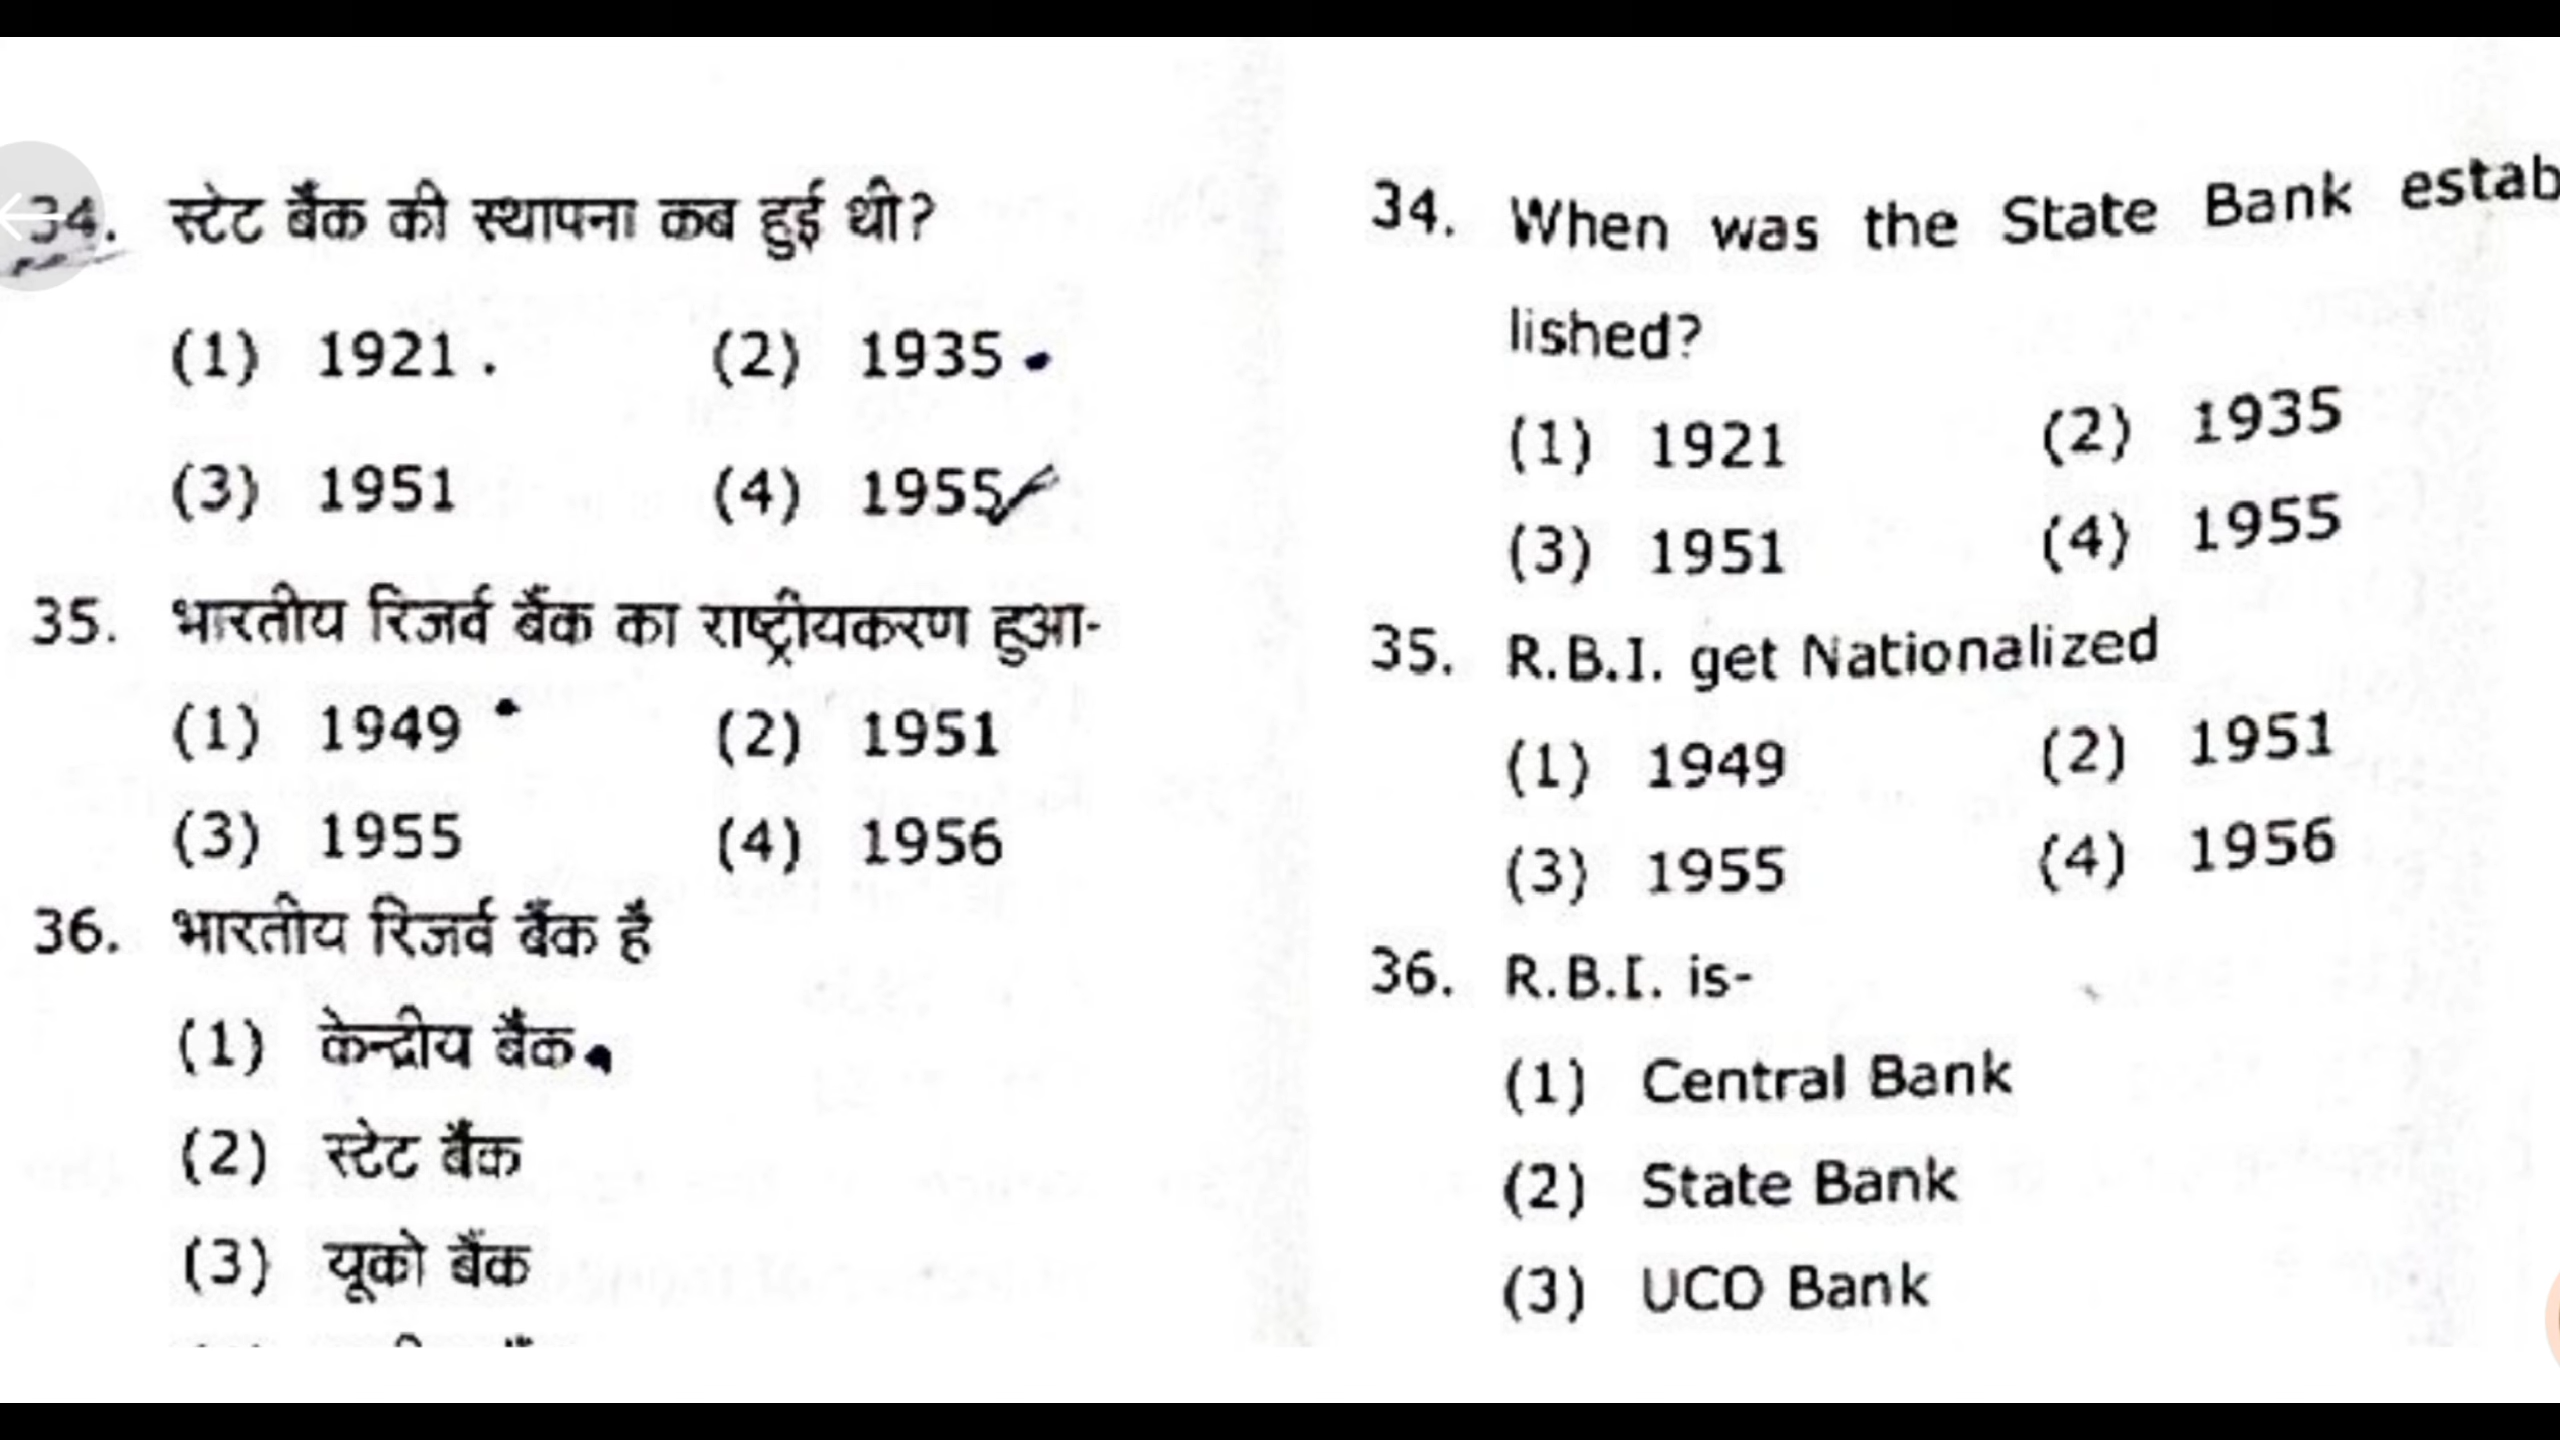 34. स्टेट बैंक की स्थापना कब हुई थी?
(1) 1921 . (2) 1935
(3) 1951 (4) 1955
35. भारतीय रिजर्व बैंक का राष्ट्रीयकरण हुआ-
(1) 1949 (2) 1951
(3) 1955 (4) 1956
36. भारतीय रिजर्व बैंक है
(1) केन्द्रीय बैंक
(2) स्टेट बैंक
(3) यूको बैंक
34. When was the State Bank estab
lished?
(1) 1921 (2) 1935
(3) 1951 (4) 1955
35. R.B.I. get Nationalized
(1) 1949 (2) 1951
(3) 1955 (4) 1956
36. R.B.I. is-
(1) Central Bank
(2) State Bank
(3) UCO Bank